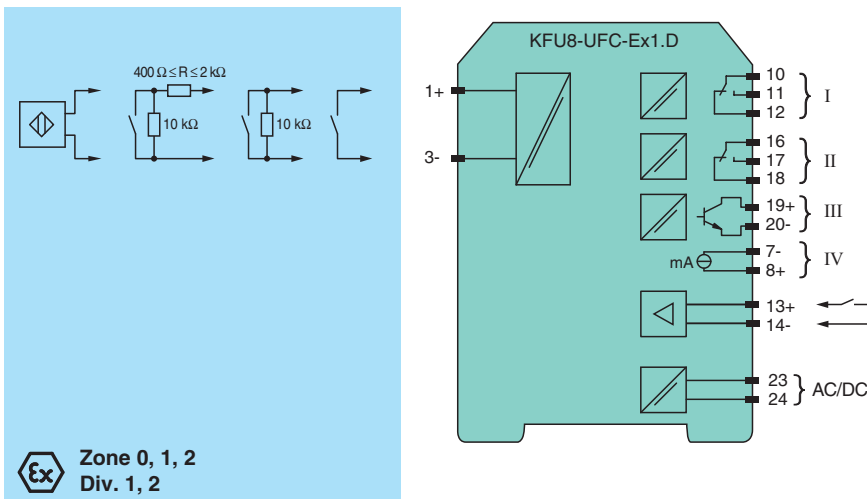 400 Ω ≤ R ≤ 2 kΩ
10 kΩ
10 kΩ
Ex
Zone 0, 1, 2
Div. 1, 2
KFU8-UFC-Ex1.D
1+
3-
10
11
12
I
16
17
18
II
19+
20-
III
mA
7-
8+
IV
13+
14-
23
24
AC/DC